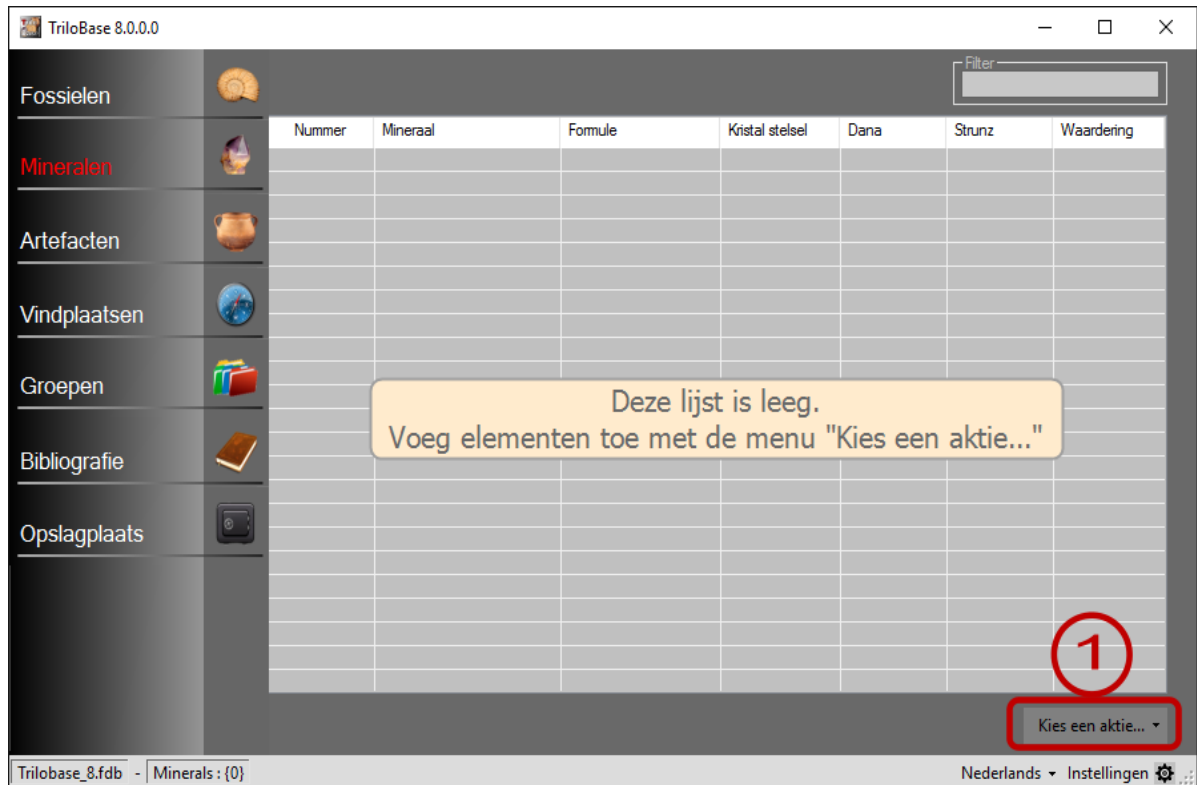 TriloBase 8.0.0.0
Fossielen
Mineralen
Artefacten
Vindplaatsen
Groepen
Bibliografie
Opslagplaats
Filter
Nummer Mineraal Formule Kristal stelsel Dana Strunz Waardering
Deze lijst is leeg.
Voeg elementen toe met de menu "Kies een aktie..."
1
Kies een aktie...
Trilobase_8.fdb - Minerals : {0} Nederlands Instellingen